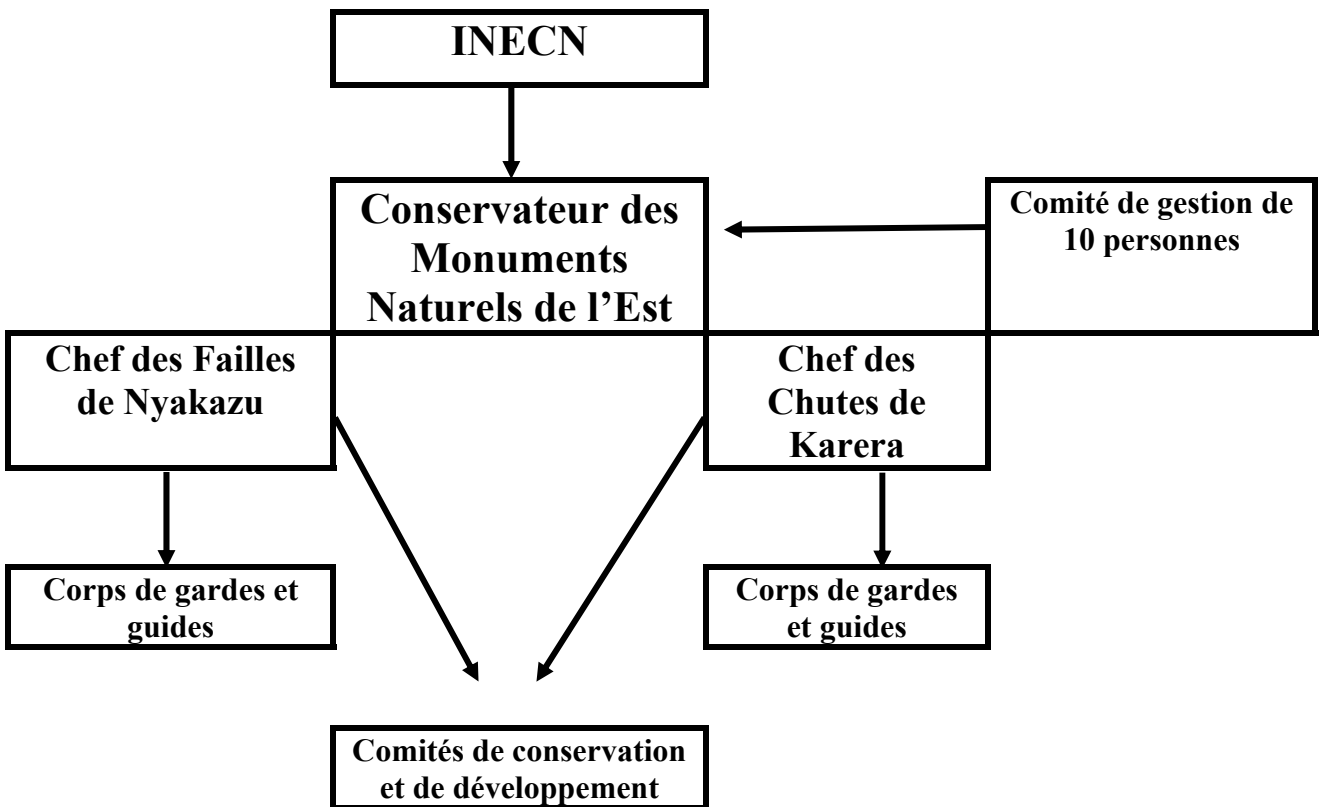 INECN
Conservateur des
Monuments
Naturels de l’Est
Comité de gestion de
10 personnes
Chef des Failles
de Nyakazu
Chef des
Chutes de
Karera
Corps de gardes et
guides
Corps de gardes
et guides
Comités de conservation
et de développement